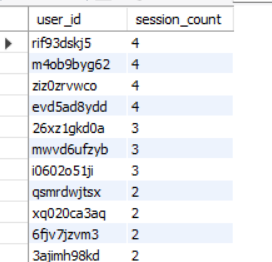 user_id session_count
rif93dskj5 4
m4ob9byg62 4
ziz0zrvwco 4
evd5ad8ydd 4
26xz1gkd0a 3
mwvd6ufzyb 3
i0602o51ji 3
qsmrdwjtsx 2
xq020ca3aq 2
6fjv7jzvm3 2
3ajimh98kd 2